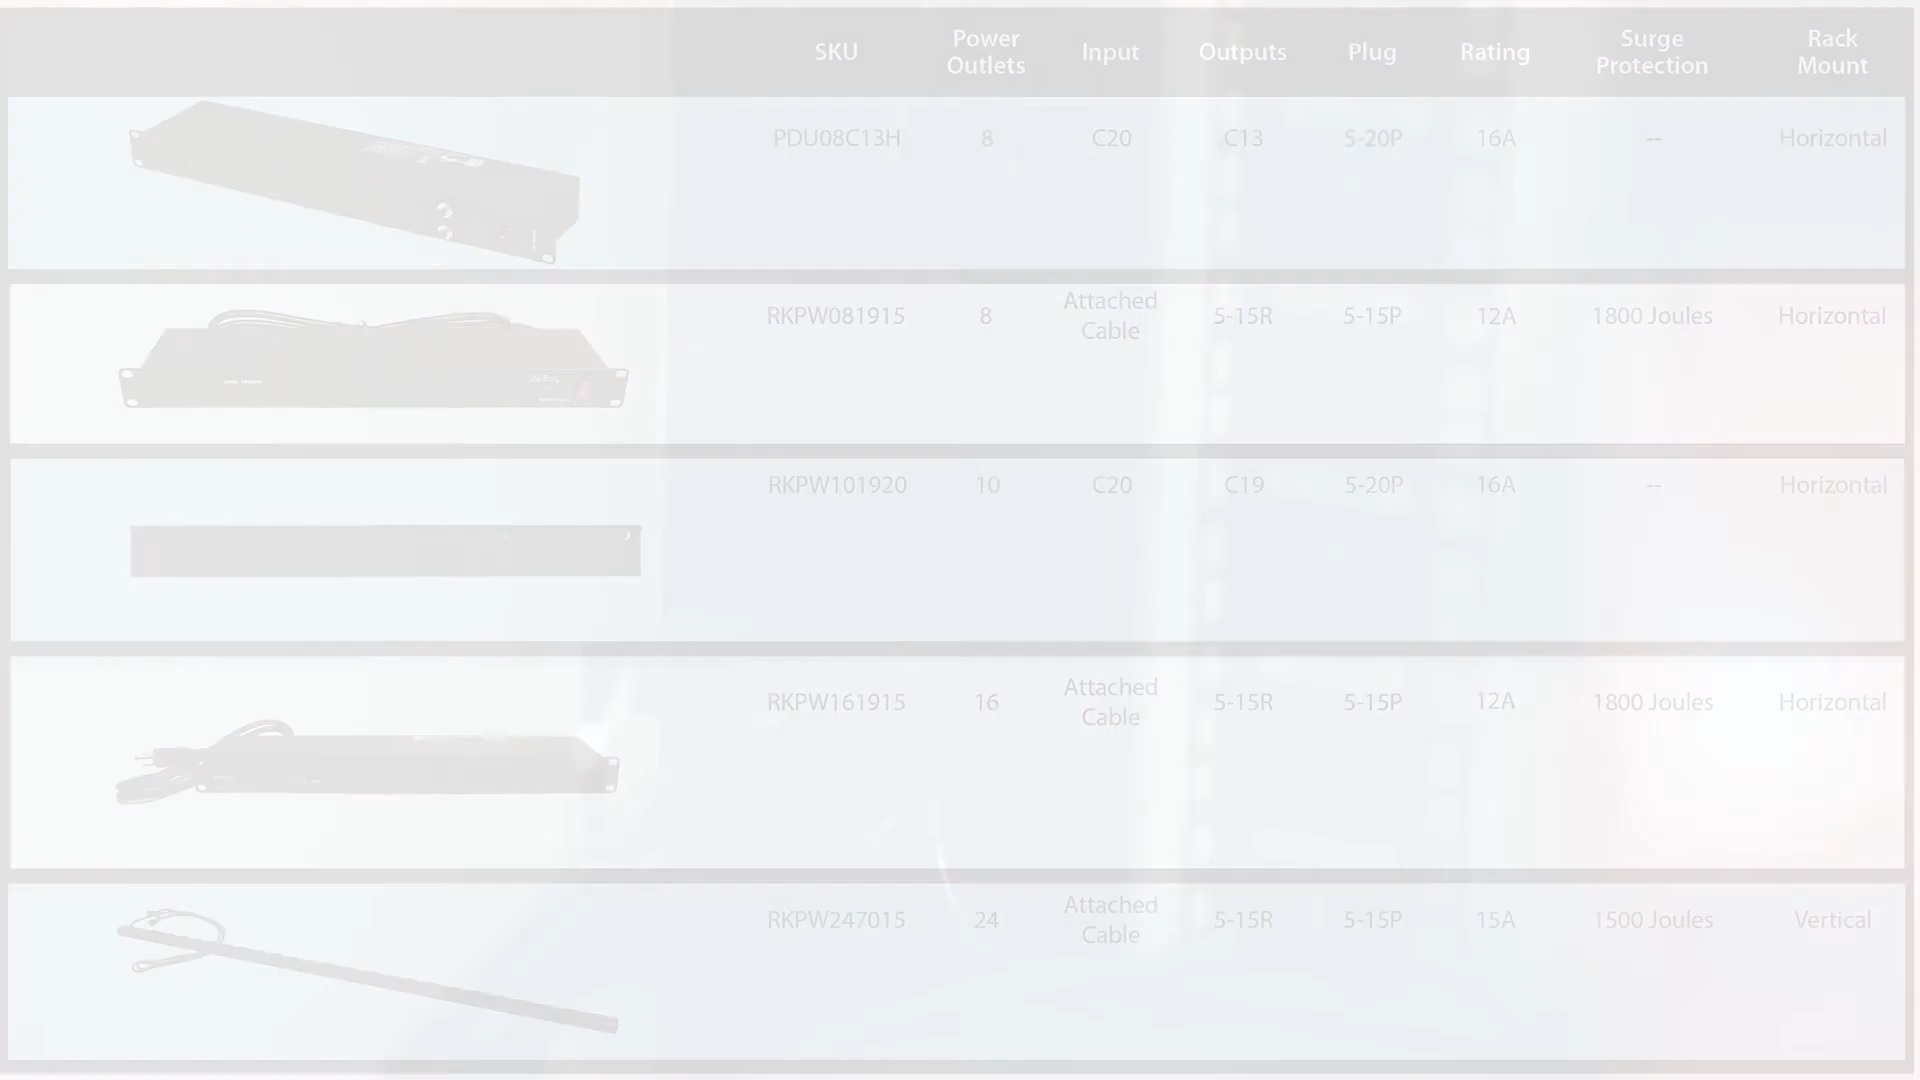 SKU Power Outlets Input Outputs Plug Rating Surge Protection Rack Mount
PDU08C13H 8 C20 C13 5-20P 16A -- Horizontal
RKPW081915 8 Attached Cable 5-15R 5-15P 12A 1800 Joules Horizontal
RKPW101920 10 C20 C19 5-20P 16A -- Horizontal
RKPW161915 16 Attached Cable 5-15R 5-15P 12A 1800 Joules Horizontal
RKPW247015 24 Attached Cable 5-15R 5-15P 15A 1500 Joules Vertical